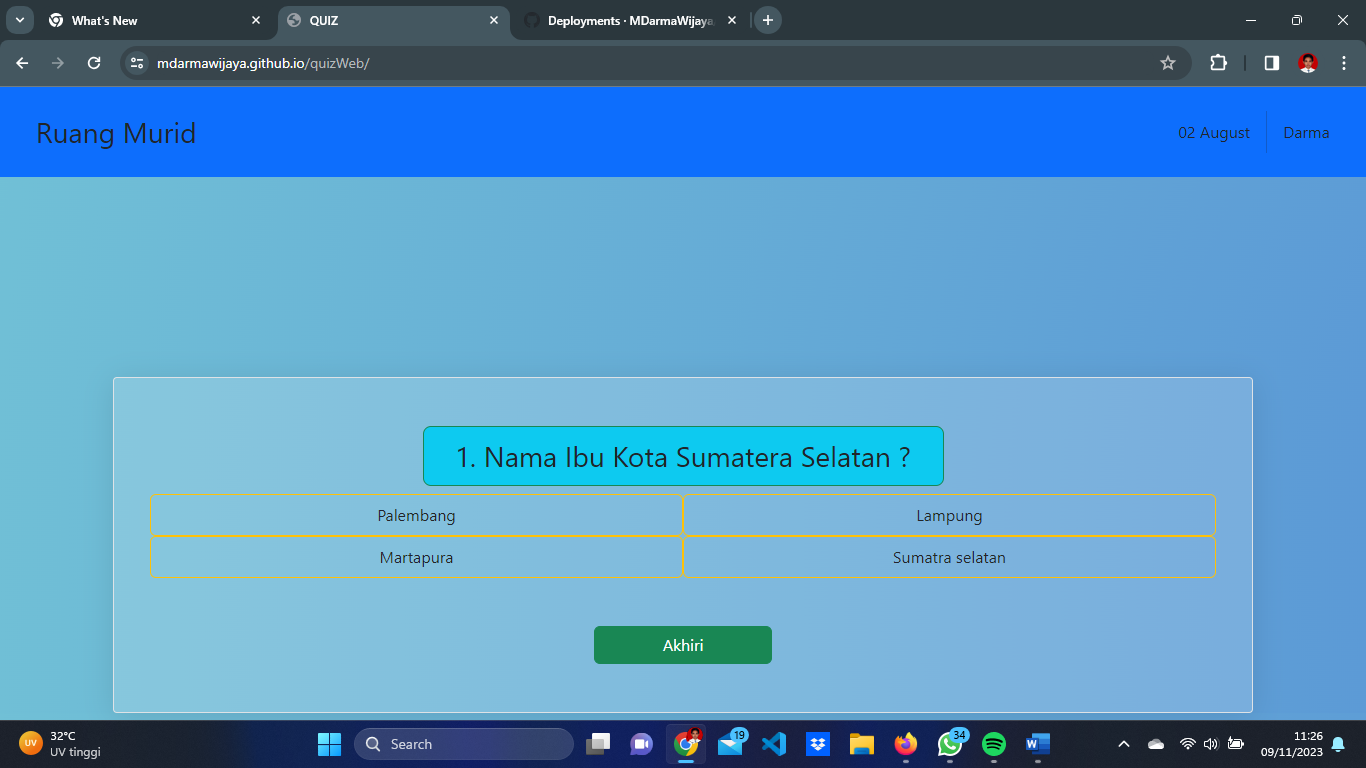 What's New
QUIZ
Deployments · MDarmaWijaya
mdarmawijaya.github.io/quizWeb/
Ruang Murid
02 August
Darma
1. Nama Ibu Kota Sumatera Selatan ?
Palembang
Lampung
Martapura
Sumatra selatan
Akhiri
UV
32°C
UV tinggi
Search
19
34
11:26
09/11/2023